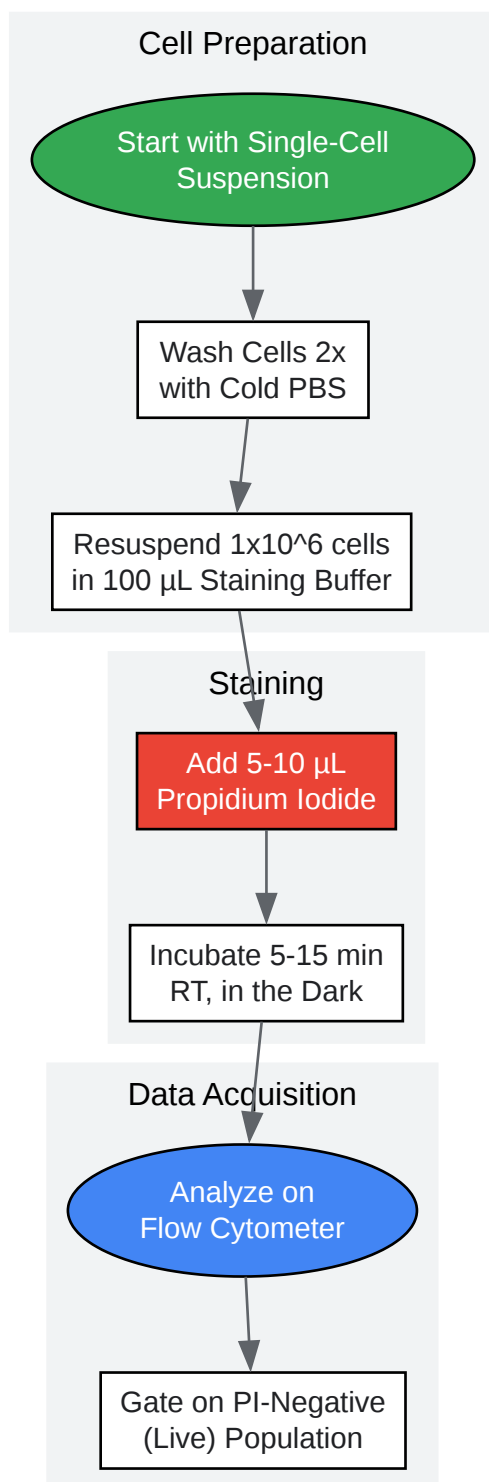 Cell Preparation
Start with Single-Cell
Suspension
Wash Cells 2x
with Cold PBS
Resuspend 1x10^6 cells
in 100 µL Staining Buffer
Staining
Add 5-10 µL
Propidium Iodide
Incubate 5-15 min
RT, in the Dark
Data Acquisition
Analyze on
Flow Cytometer
Gate on PI-Negative
(Live) Population